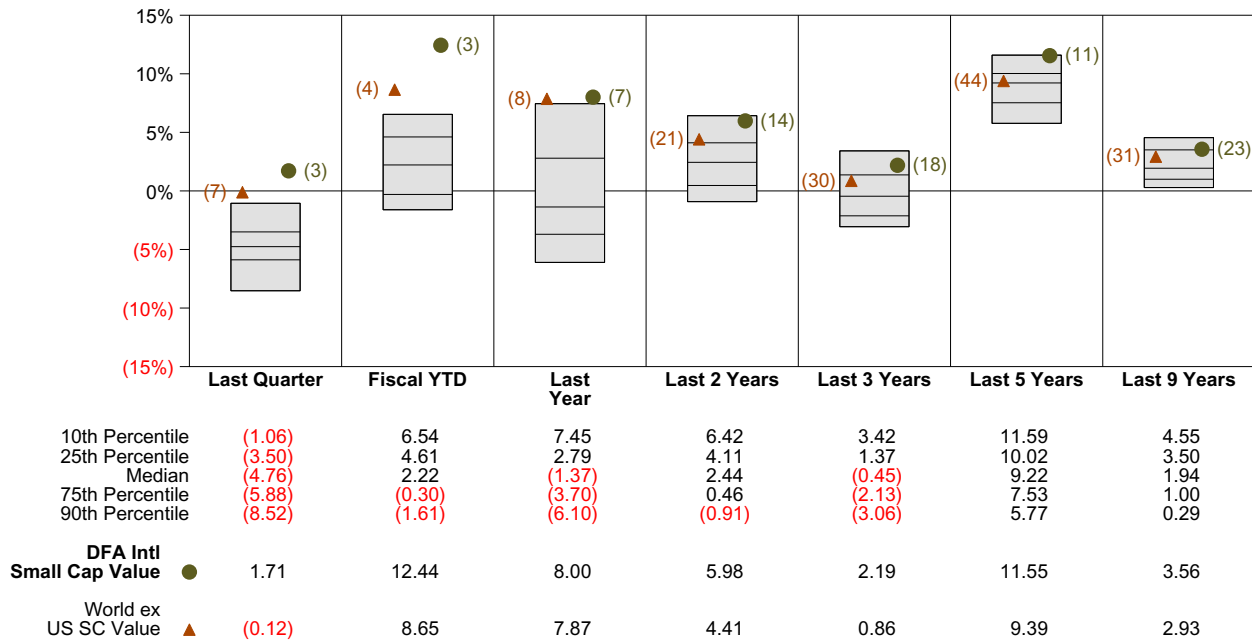 15%
10%
5%
0%
(5%)
(10%)
(15%)
(7) (3)
(4) (3)
(8) (7)
(21) (14)
(30) (18)
(44) (11)
(31) (23)
Last Quarter Fiscal YTD Last Year Last 2 Years Last 3 Years Last 5 Years Last 9 Years
10th Percentile (1.06) 6.54 7.45 6.42 3.42 11.59 4.55
25th Percentile (3.50) 4.61 2.79 4.11 1.37 10.02 3.50
Median (4.76) 2.22 (1.37) 2.44 (0.45) 9.22 1.94
75th Percentile (5.88) (0.30) (3.70) 0.46 (2.13) 7.53 1.00
90th Percentile (8.52) (1.61) (6.10) (0.91) (3.06) 5.77 0.29
DFA Intl
Small Cap Value 1.71 12.44 8.00 5.98 2.19 11.55 3.56
World ex
US SC Value (0.12) 8.65 7.87 4.41 0.86 9.39 2.93